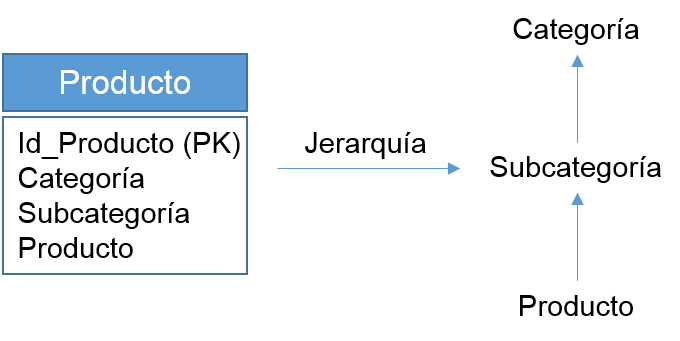 Producto
Id_Producto (PK)
Categoría
Subcategoría
Producto
Jerarquía
Categoría
Subcategoría
Producto